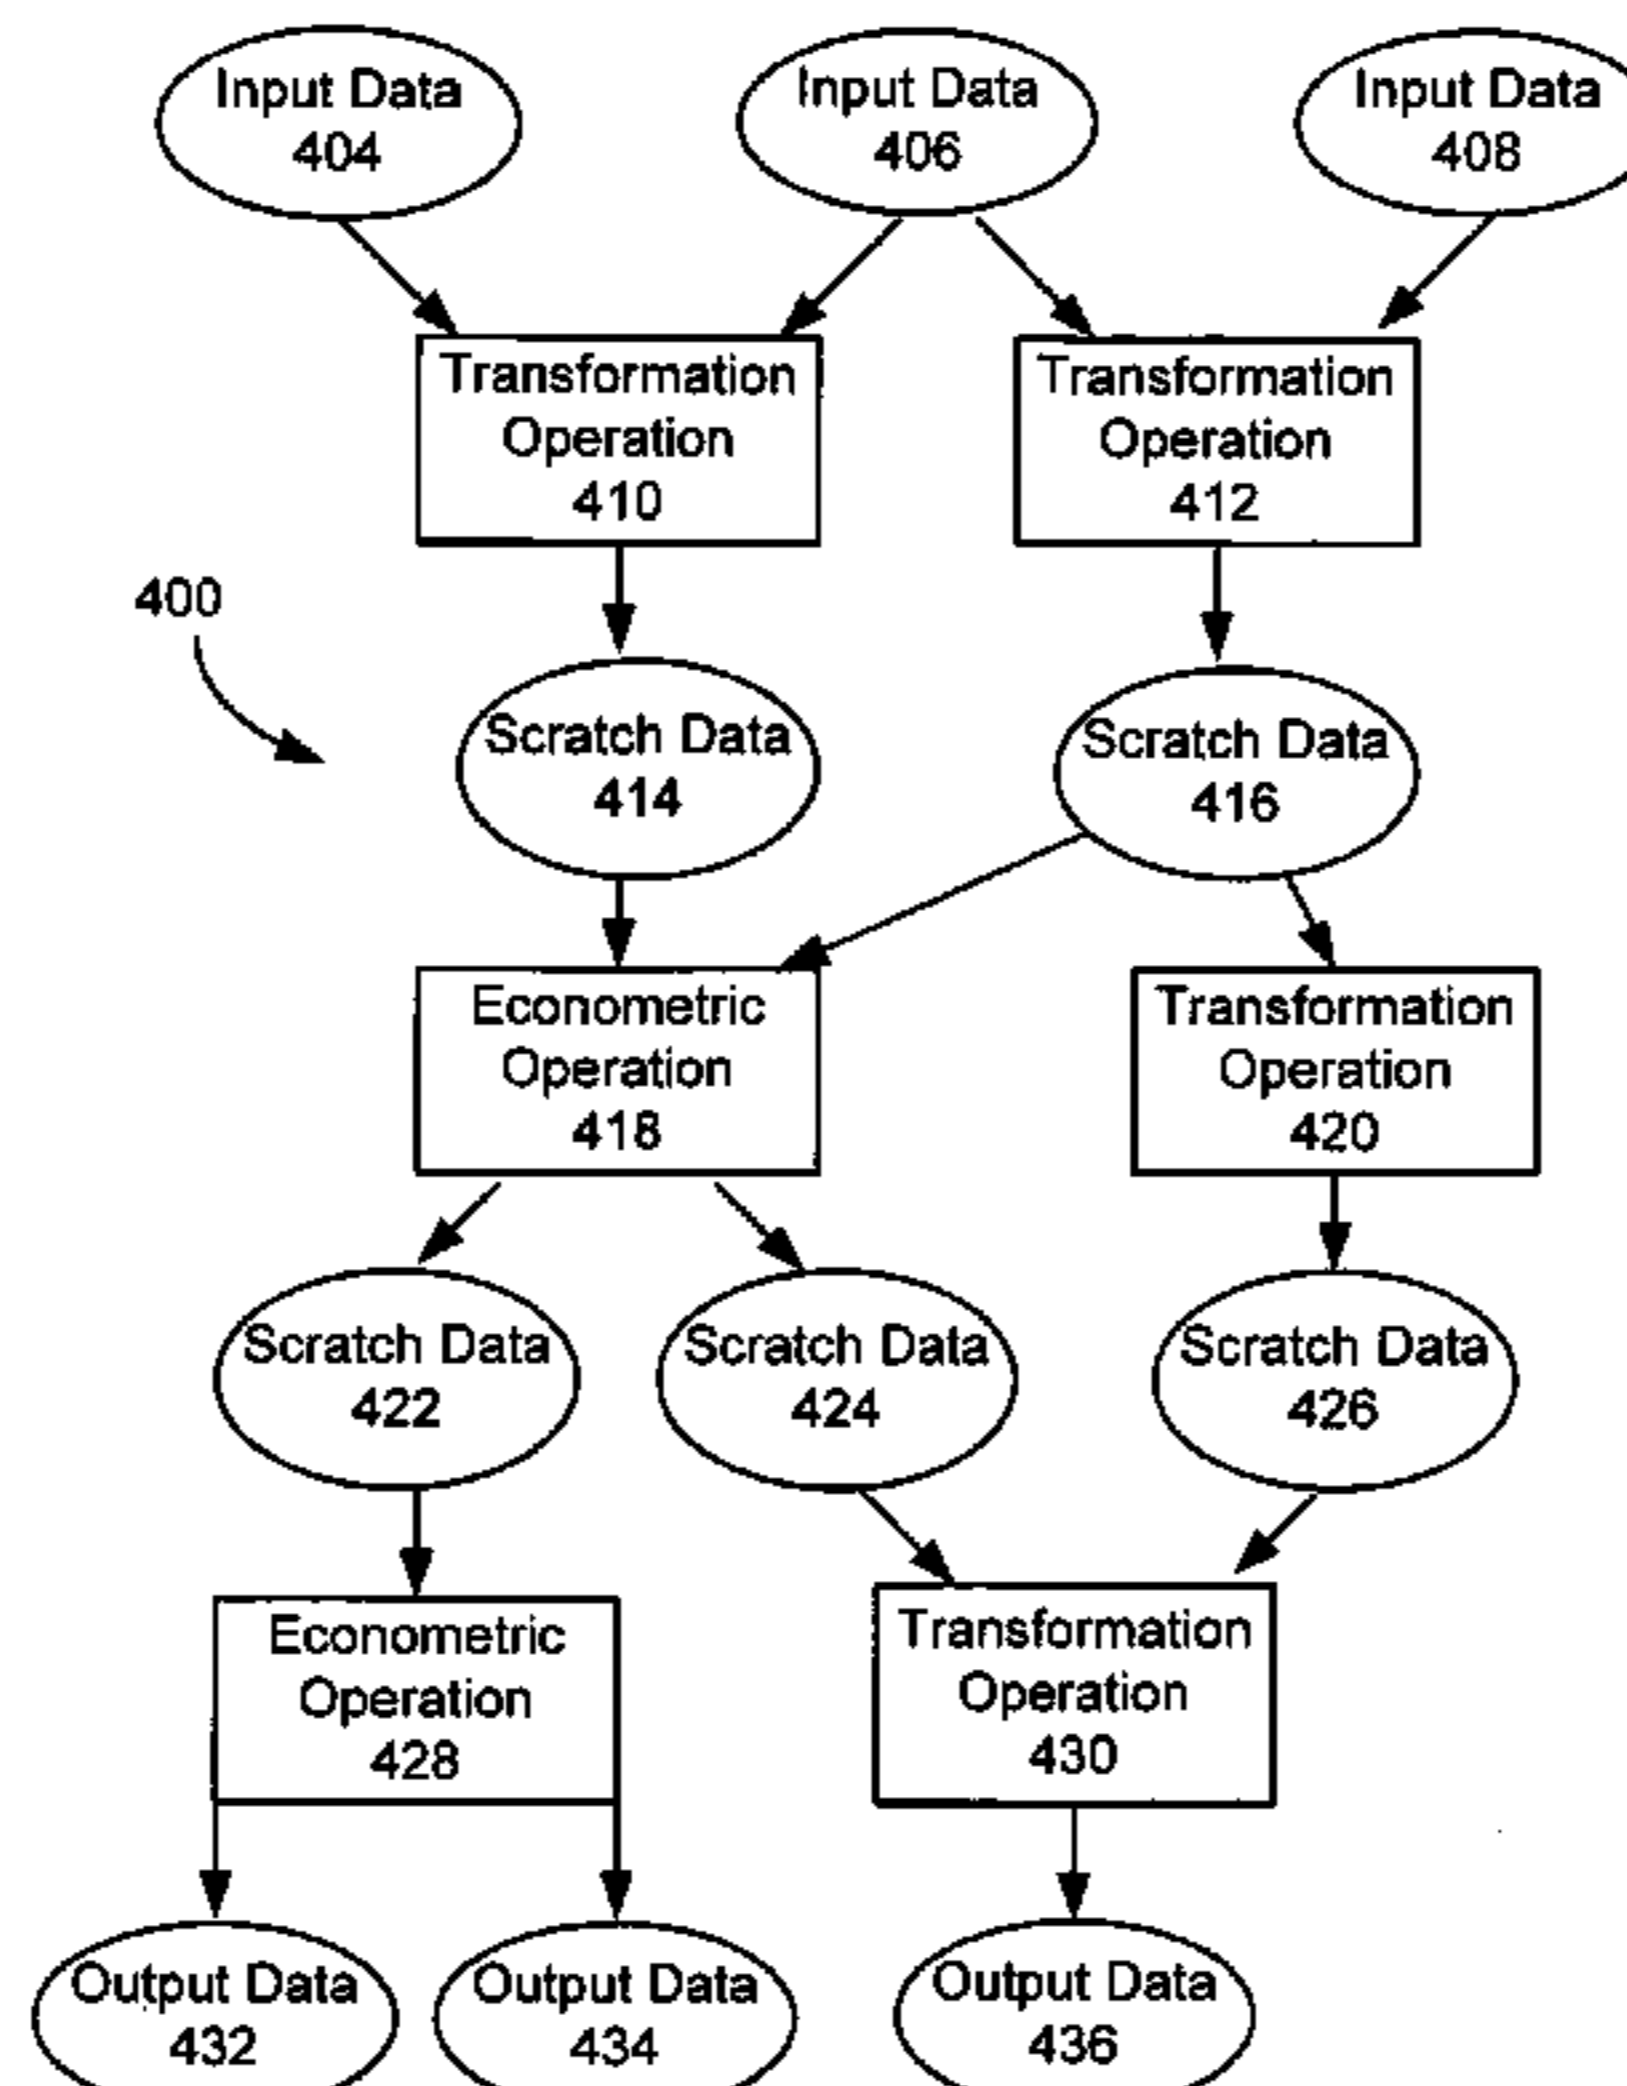 Input Data
404
Input Data
406
Input Data
408
Transformation
Operation
410
Transformation
Operation
412
400
Scratch Data
414
Scratch Data
416
Econometric
Operation
418
Transformation
Operation
420
Scratch Data
422
Scratch Data
424
Scratch Data
426
Econometric
Operation
428
Transformation
Operation
430
Output Data
432
Output Data
434
Output Data
436